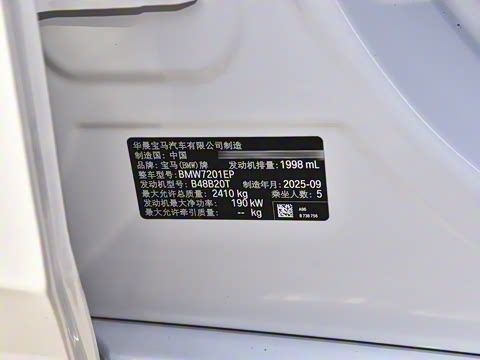 华晨宝马汽车有限公司制造
制造国：中国
品牌：宝马(BMW)牌 发动机排量：1998 mL
整车型号：BMW7201EP
发动机型号：B48B20T 制造年月：2025-09
最大允许总质量：2410 kg 乘坐人数：5
发动机最大净功率：190 kW
最大允许牵引质量：-- kg